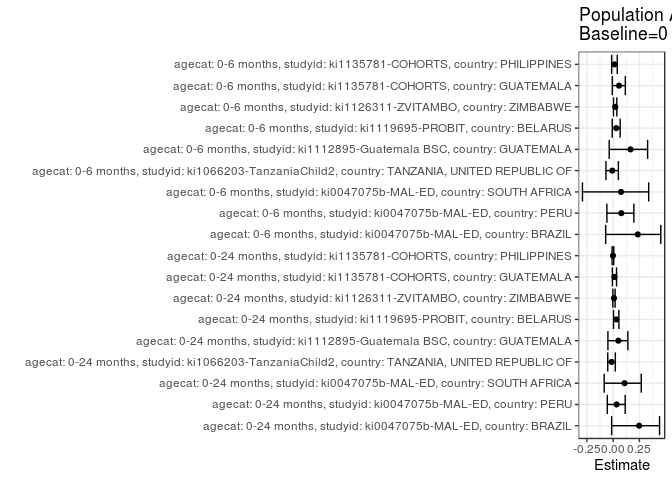 Population
Baseline=0
agecat: 0-6 months, studyid: ki1135781-COHORTS, country: PHILIPPINES
agecat: 0-6 months, studyid: ki1135781-COHORTS, country: GUATEMALA
agecat: 0-6 months, studyid: ki1126311-ZVITAMBO, country: ZIMBABWE
agecat: 0-6 months, studyid: ki1119695-PROBIT, country: BELARUS
agecat: 0-6 months, studyid: ki1112895-Guatemala BSC, country: GUATEMALA
agecat: 0-6 months, studyid: ki1066203-TanzaniaChild2, country: TANZANIA, UNITED REPUBLIC OF
agecat: 0-6 months, studyid: ki0047075b-MAL-ED, country: SOUTH AFRICA
agecat: 0-6 months, studyid: ki0047075b-MAL-ED, country: PERU
agecat: 0-6 months, studyid: ki0047075b-MAL-ED, country: BRAZIL
agecat: 0-24 months, studyid: ki1135781-COHORTS, country: PHILIPPINES
agecat: 0-24 months, studyid: ki1135781-COHORTS, country: GUATEMALA
agecat: 0-24 months, studyid: ki1126311-ZVITAMBO, country: ZIMBABWE
agecat: 0-24 months, studyid: ki1119695-PROBIT, country: BELARUS
agecat: 0-24 months, studyid: ki1112895-Guatemala BSC, country: GUATEMALA
agecat: 0-24 months, studyid: ki1066203-TanzaniaChild2, country: TANZANIA, UNITED REPUBLIC OF
agecat: 0-24 months, studyid: ki0047075b-MAL-ED, country: SOUTH AFRICA
agecat: 0-24 months, studyid: ki0047075b-MAL-ED, country: PERU
agecat: 0-24 months, studyid: ki0047075b-MAL-ED, country: BRAZIL
-0.25 0.00 0.25
Estimate